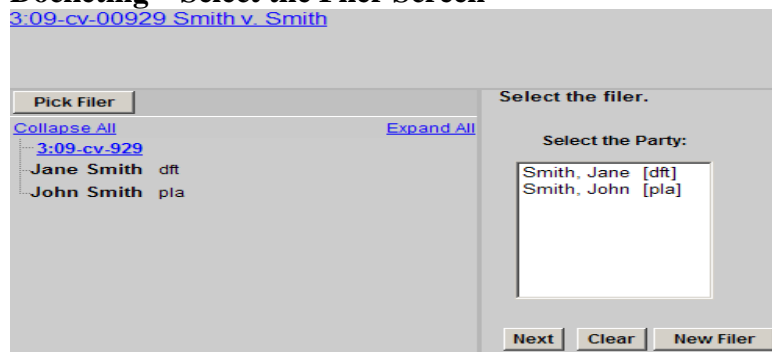 Docketing – Select the Filer Screen
3:09-cv-00929 Smith v. Smith
Pick Filer
Collapse All Expand All
3:09-cv-929
Jane Smith dft
John Smith pla
Select the filer.
Select the Party:
Smith, Jane [dft]
Smith, John [pla]
Next Clear New Filer